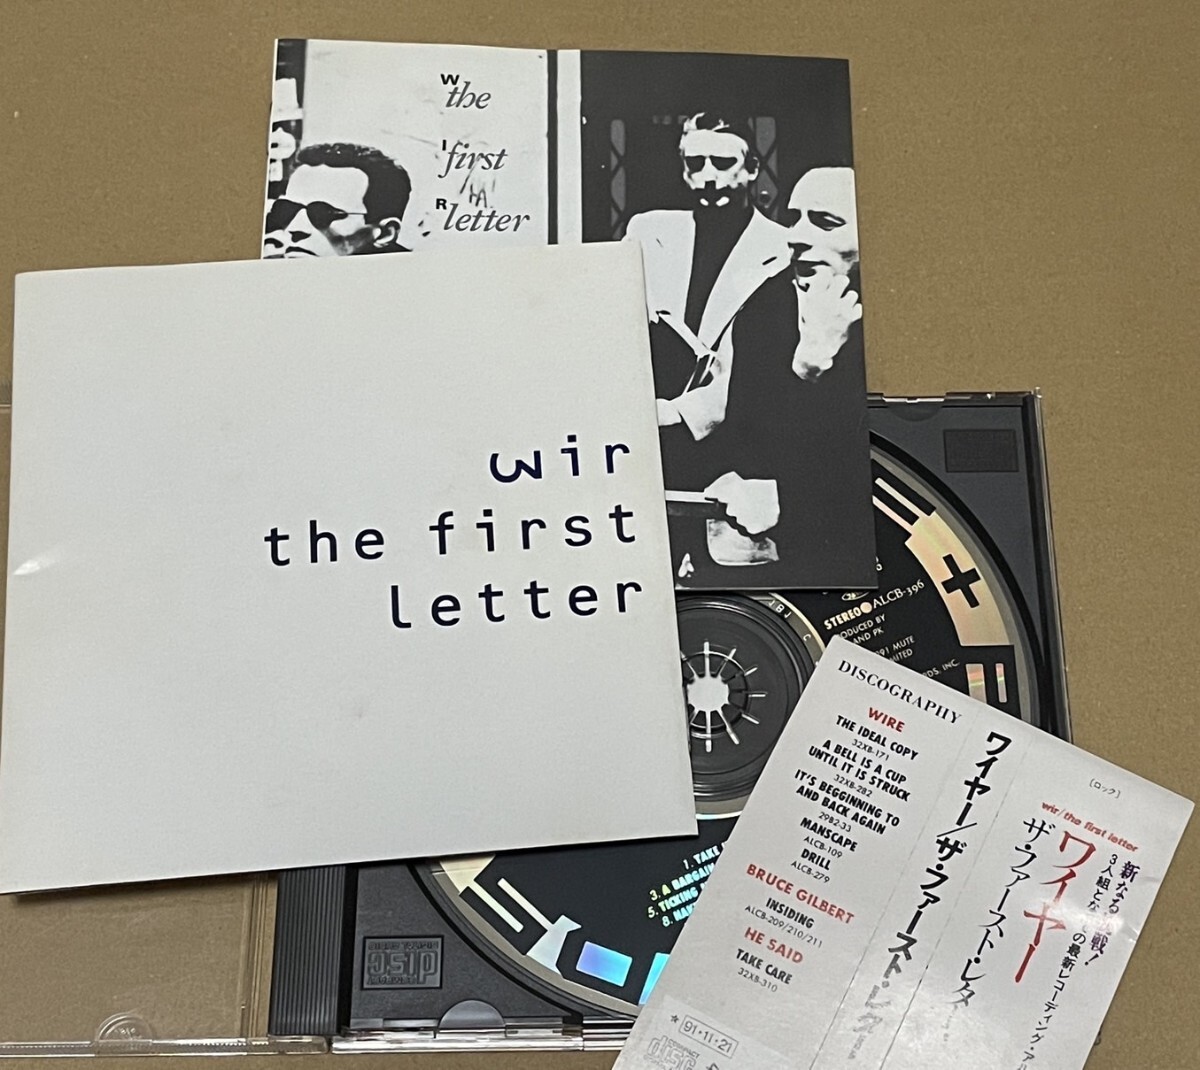 W
the
I
first
R
letter
wir
the first
letter
STEREO ALCB-396
AND PK
1. TAKE
3. A BARGAIN
5. TICKING
8.
disc
DISCOGRAPHY
WIRE
THE IDEAL COPY
32XB-171
A BELL IS A CUP
UNTIL IT IS STRUCK
32XB-282
IT'S BEGGINNING TO
AND BACK AGAIN
29B2-33
MANSCAPE
ALCB-109
DRILL
ALCB-279
BRUCE GILBERT
INSIDING
ALCB-209/210/211
HE SAID
TAKE CARE
32XB-310
★ 91・11・21
COMPACT
disc
ワイヤー/ザ・ファースト・レタ
〔ロック〕
wir/the first letter
ワイヤー
ザ・ファースト・レタ
新なる 戦!
3人組とな の最新レコーディング・アル